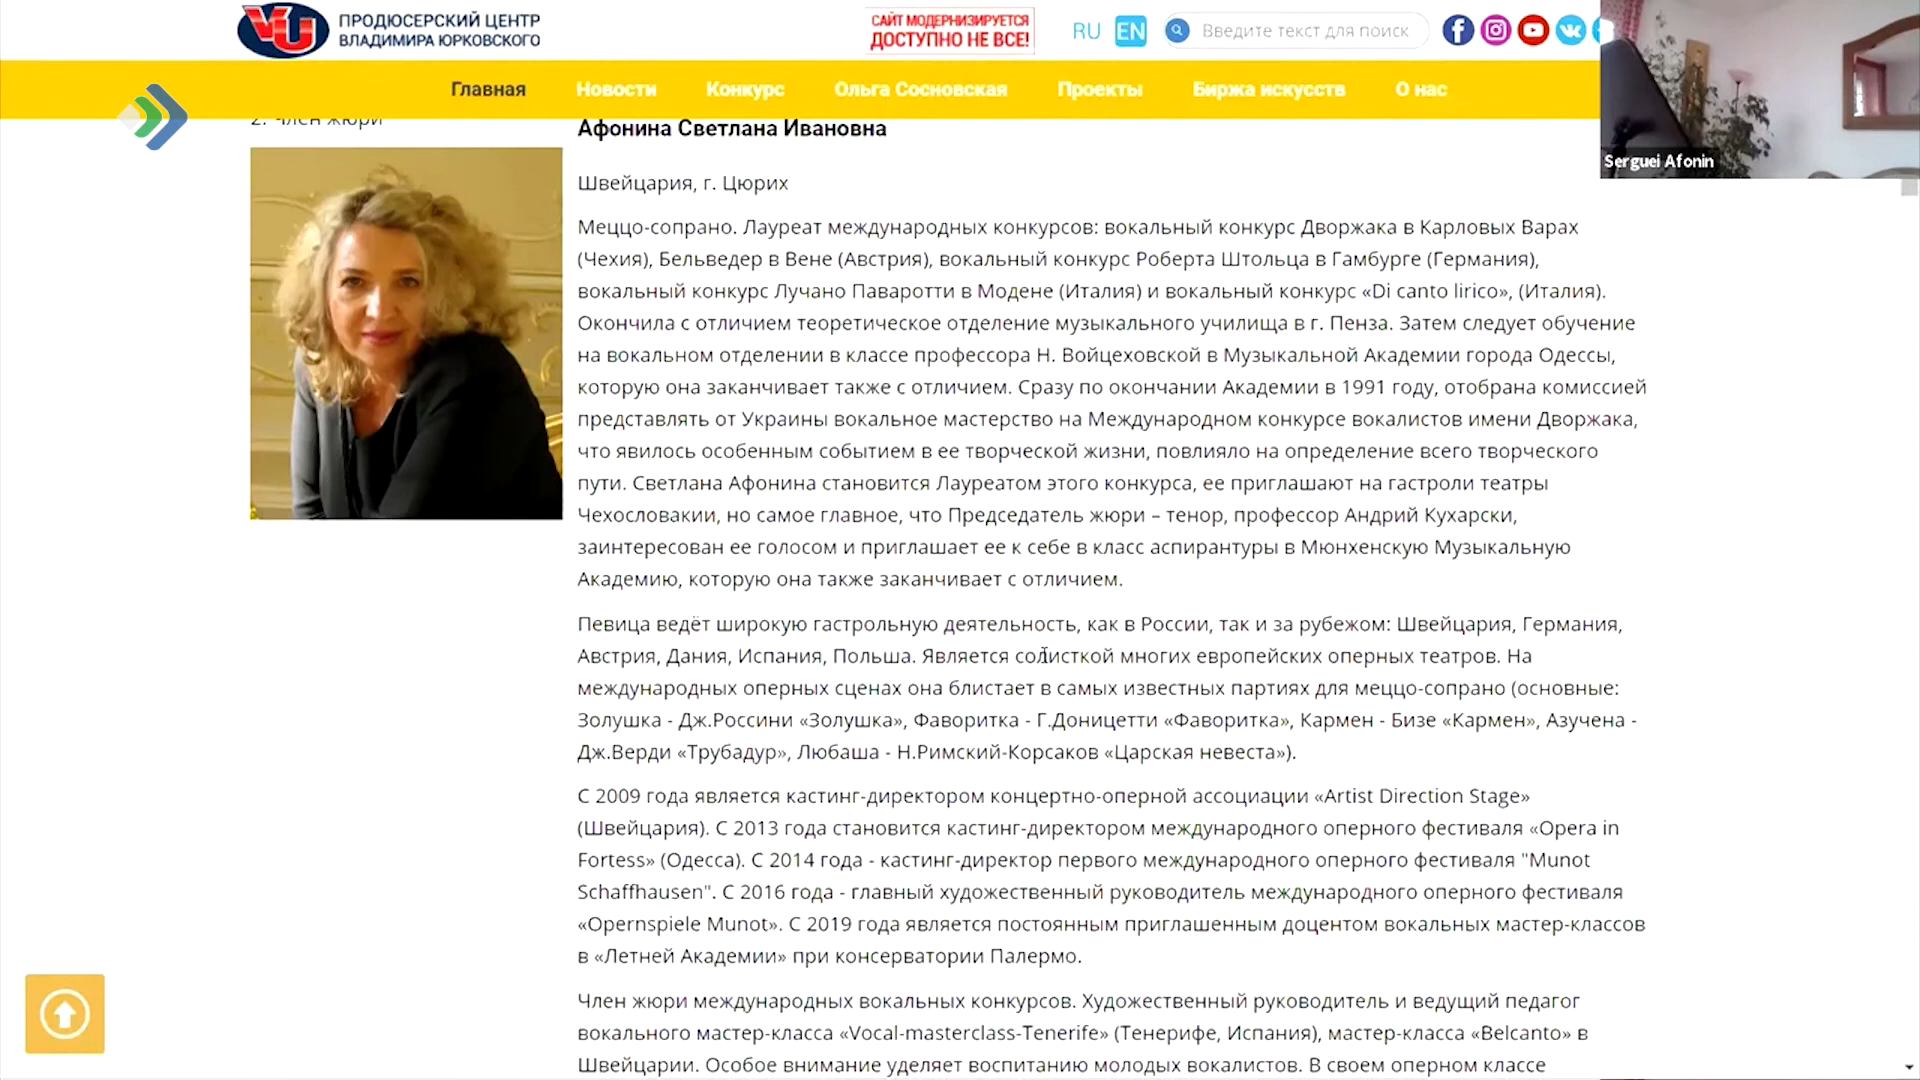 ПРОДЮСЕРСКИЙ ЦЕНТР
ВЛАДИМИРА ЮРКОВСКОГО
САЙТ МОДЕРНИЗИРУЕТСЯ
ДОСТУПНО НЕ ВСЕ!
RU EN
Введите текст для поиск
Главная Новости Конкурс Ольга Сосновская Проекты Биржа искусств О нас
Serguei Afonin
2. Член жюри
Афонина Светлана Ивановна
Швейцария, г. Цюрих
Меццо-сопрано. Лауреат международных конкурсов: вокальный конкурс Дворжака в Карловых Варах
(Чехия), Бельведер в Вене (Австрия), вокальный конкурс Роберта Штольца в Гамбурге (Германия),
вокальный конкурс Лучано Паваротти в Модене (Италия) и вокальный конкурс «Di canto lirico», (Италия).
Окончила с отличием теоретическое отделение музыкального училища в г. Пенза. Затем следует обучение
на вокальном отделении в классе профессора Н. Войцеховской в Музыкальной Академии города Одессы,
которую она заканчивает также с отличием. Сразу по окончании Академии в 1991 году, отобрана комиссией
представлять от Украины вокальное мастерство на Международном конкурсе вокалистов имени Дворжака,
что явилось особенным событием в ее творческой жизни, повлияло на определение всего творческого
пути. Светлана Афонина становится Лауреатом этого конкурса, ее приглашают на гастроли театры
Чехословакии, но самое главное, что Председатель жюри – тенор, профессор Андрий Кухарски,
заинтересован ее голосом и приглашает ее к себе в класс аспирантуры в Мюнхенскую Музыкальную
Академию, которую она также заканчивает с отличием.
Певица ведёт широкую гастрольную деятельность, как в России, так и за рубежом: Швейцария, Германия,
Австрия, Дания, Испания, Польша. Является солисткой многих европейских оперных театров. На
международных оперных сценах она блистает в самых известных партиях для меццо-сопрано (основные:
Золушка - Дж.Россини «Золушка», Фаворитка - Г.Доницетти «Фаворитка», Кармен - Бизе «Кармен», Азучена -
Дж.Верди «Трубадур», Любаша - Н.Римский-Корсаков «Царская невеста»).
С 2009 года является кастинг-директором концертно-оперной ассоциации «Artist Direction Stage»
(Швейцария). С 2013 года становится кастинг-директором международного оперного фестиваля «Opera in
Fortess» (Одесса). С 2014 года - кастинг-директор первого международного оперного фестиваля "Munot
Schaffhausen". С 2016 года - главный художественный руководитель международного оперного фестиваля
«Opernspiele Munot». С 2019 года является постоянным приглашенным доцентом вокальных мастер-классов
в «Летней Академии» при консерватории Палермо.
Член жюри международных вокальных конкурсов. Художественный руководитель и ведущий педагог
вокального мастер-класса «Vocal-masterclass-Tenerife» (Тенерифе, Испания), мастер-класса «Belcanto» в
Швейцарии. Особое внимание уделяет воспитанию молодых вокалистов. В своем оперном классе